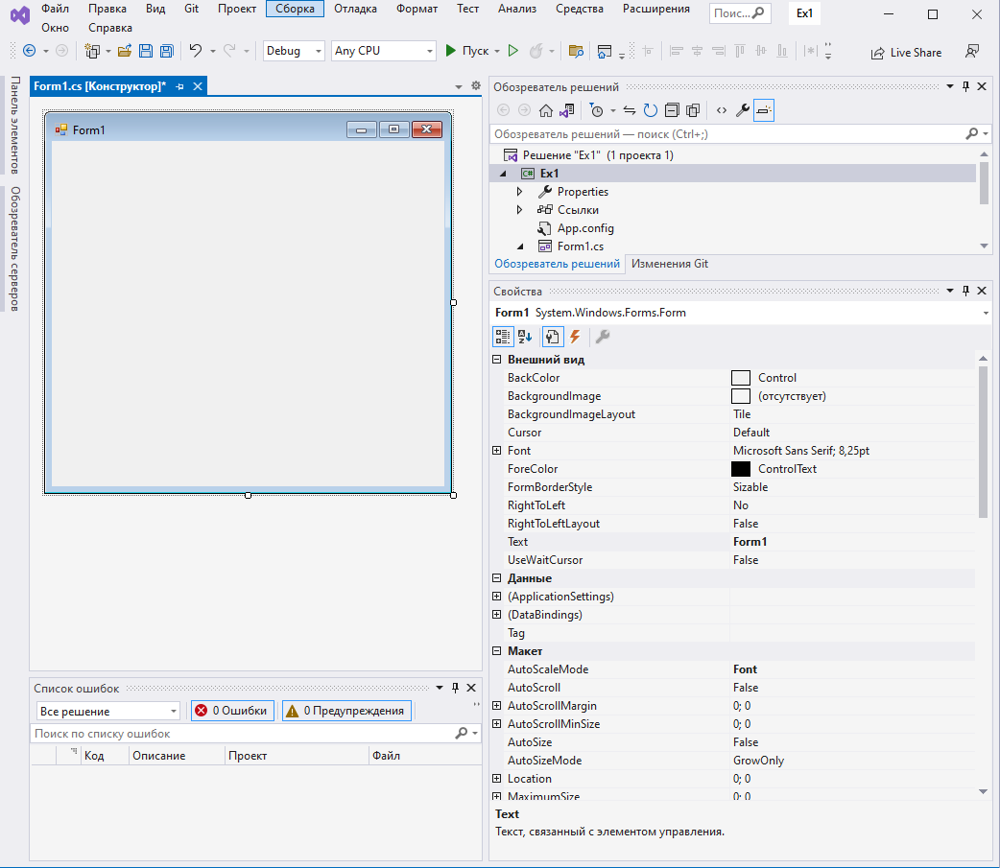 Файл Правка Вид Git Проект Сборка Отладка Формат Тест Анализ Средства Расширения Поис... Ex1
Окно Справка
Debug Any CPU Пуск Live Share
Панель элементов
Обозреватель серверов
Form1.cs [Конструктор]*
Form1
Обозреватель решений
Обозреватель решений — поиск (Ctrl+;)
Решение "Ex1" (1 проекта 1)
C# Ex1
Properties
Ссылки
App.config
Form1.cs
Обозреватель решений Изменения Git
Свойства
Form1 System.Windows.Forms.Form
Внешний вид
BackColor Control
BackgroundImage (отсутствует)
BackgroundImageLayout Tile
Cursor Default
Font Microsoft Sans Serif; 8,25pt
ForeColor ControlText
FormBorderStyle Sizable
RightToLeft No
RightToLeftLayout False
Text Form1
UseWaitCursor False
Данные
(ApplicationSettings)
(DataBindings)
Tag
Макет
AutoScaleMode Font
AutoScroll False
AutoScrollMargin 0; 0
AutoScrollMinSize 0; 0
AutoSize False
AutoSizeMode GrowOnly
Location 0; 0
MaximumSize 0; 0
Text
Текст, связанный с элементом управления.
Список ошибок
Все решение 0 Ошибки 0 Предупреждения
Поиск по списку ошибок
Код Описание Проект Файл